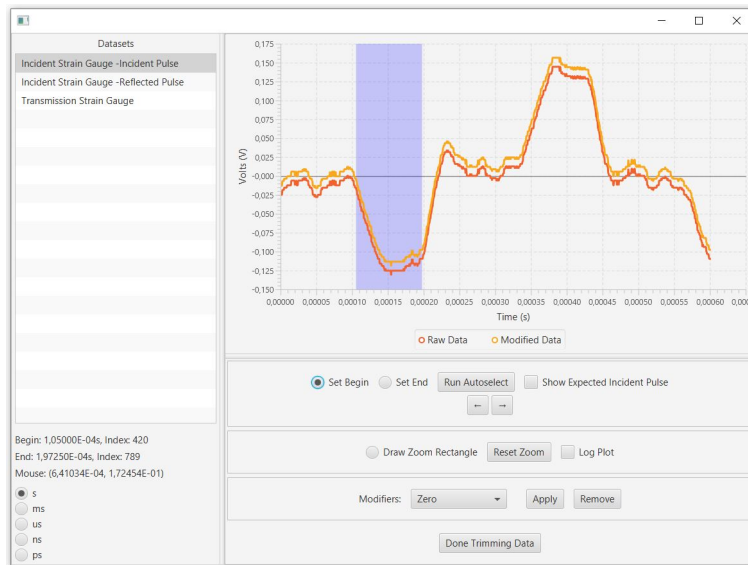 Datasets
Incident Strain Gauge -Incident Pulse
Incident Strain Gauge -Reflected Pulse
Transmission Strain Gauge
Begin: 1,05000E-04s, Index: 420
End: 1,97250E-04s, Index: 789
Mouse: (6,41034E-04, 1,72454E-01)
s
ms
us
ns
ps
Volts (V)
0,175
0,150
0,125
0,100
0,075
0,050
0,025
-0,000
-0,025
-0,050
-0,075
-0,100
-0,125
-0,150
0,00000 0,00005 0,00010 0,00015 0,00020 0,00025 0,00030 0,00035 0,00040 0,00045 0,00050 0,00055 0,00060 0,000
Time (s)
Raw Data Modified Data
Set Begin Set End Run Autoselect Show Expected Incident Pulse
← →
Draw Zoom Rectangle Reset Zoom Log Plot
Modifiers: Zero Apply Remove
Done Trimming Data